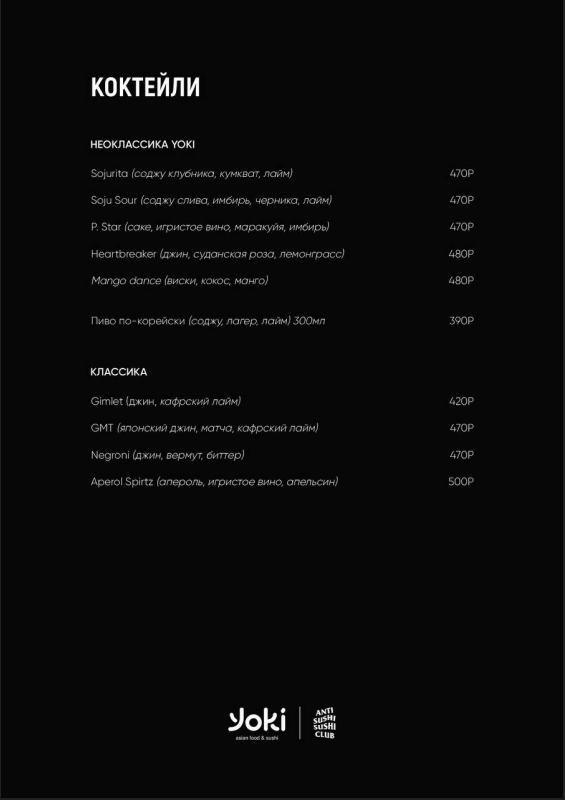 КОКТЕЙЛИ
НЕОКЛАССИКА YOKI
Sojurita (соджу клубника, кумкват, лайм) 470Р
Soju Sour (соджу слива, имбирь, черника, лайм) 470Р
P. Star (саке, игристое вино, маракуйя, имбирь) 470Р
Heartbreaker (джин, суданская роза, лемонграсс) 480Р
Mango dance (виски, кокос, манго) 480Р
Пиво по-корейски (соджу, лагер, лайм) 300мл 390Р
КЛАССИКА
Gimlet (джин, кафрский лайм) 420Р
GMT (японский джин, матча, кафрский лайм) 470Р
Negroni (джин, вермут, биттер) 470Р
Aperol Spirtz (апероль, игристое вино, апельсин) 500Р
yoki
asian food & sushi
ANTI
SUSHI
SUSHI
CLUB